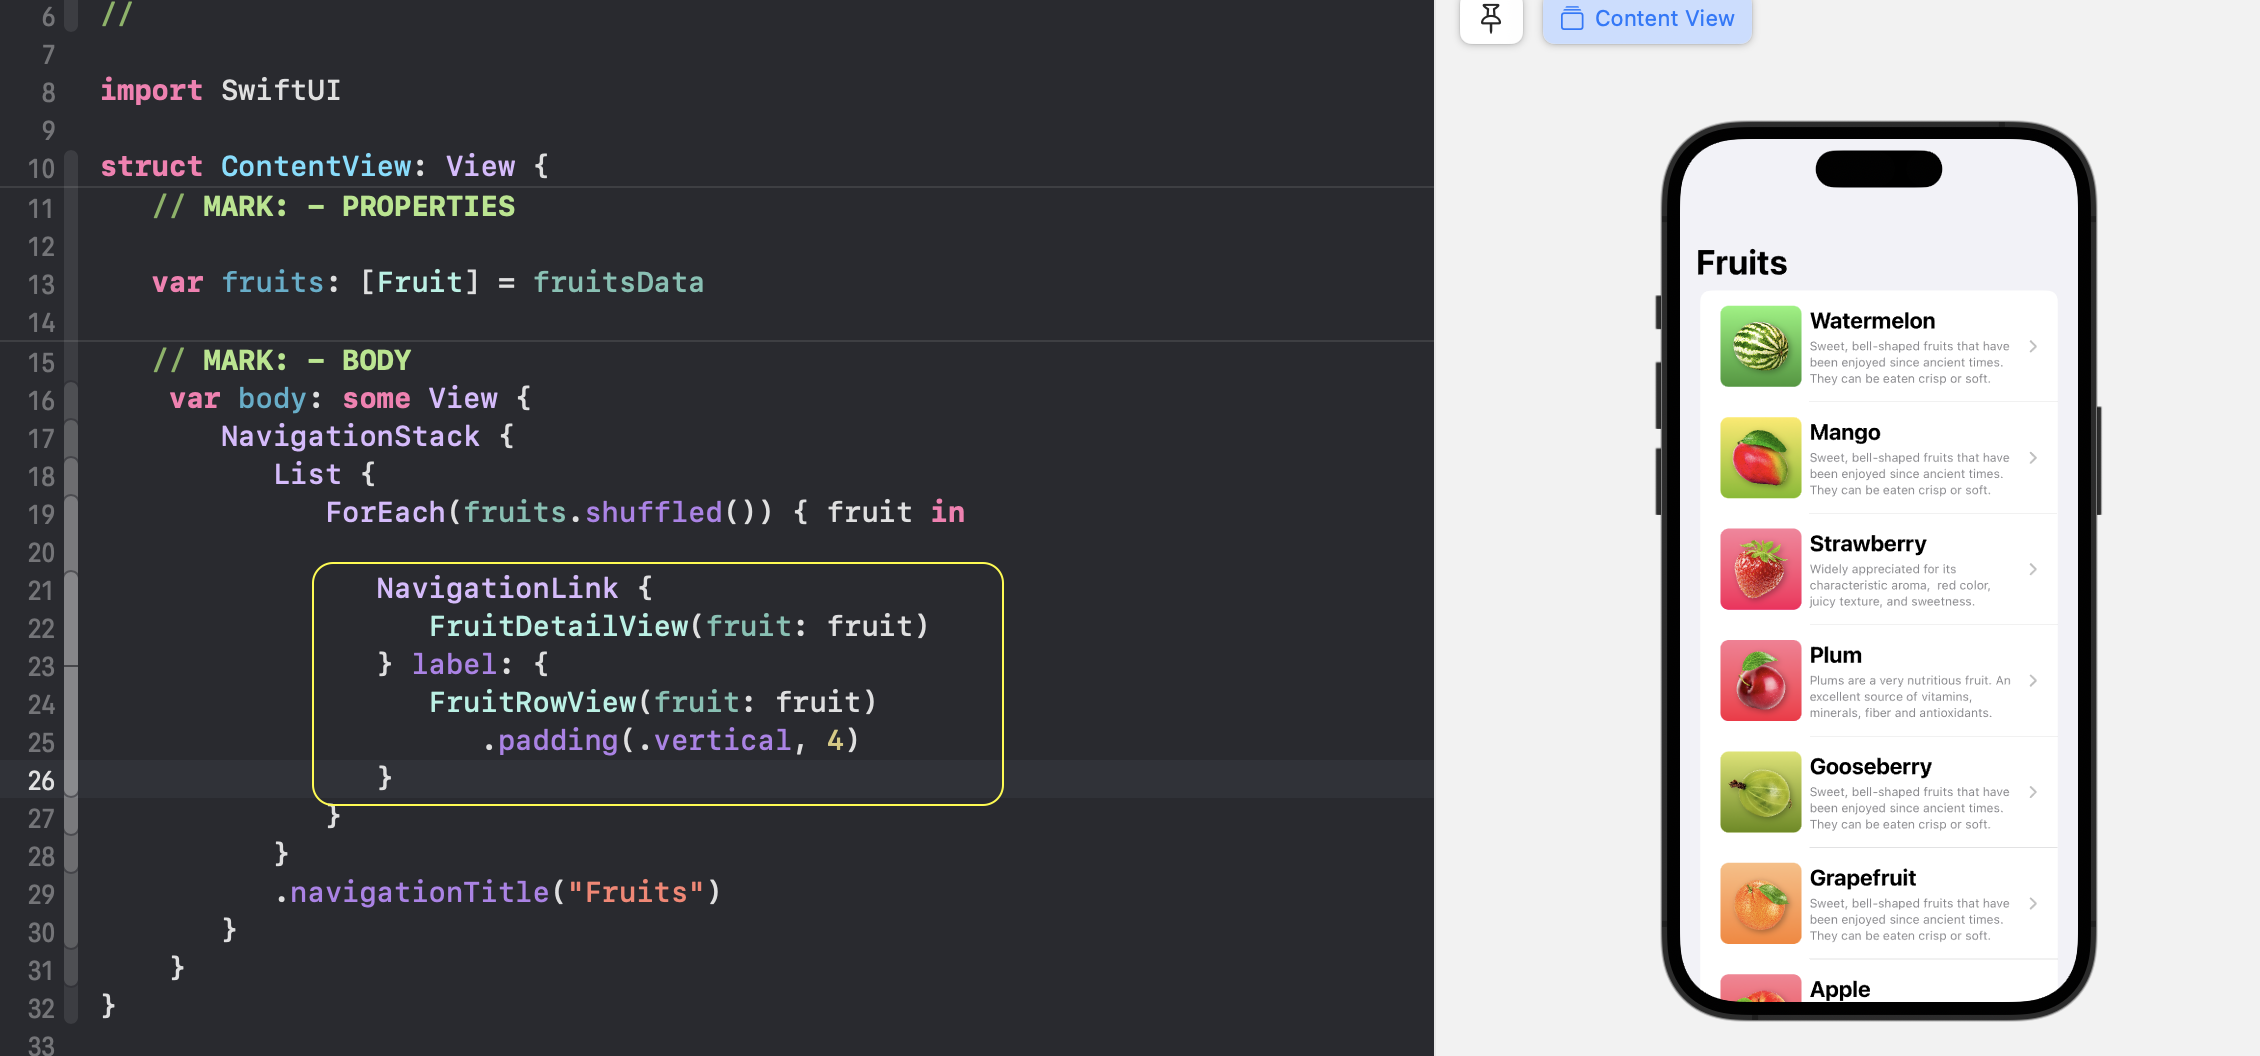 6 //
7
8 import SwiftUI
9
10 struct ContentView: View {
11 // MARK: - PROPERTIES
12
13 var fruits: [Fruit] = fruitsData
14
15 // MARK: - BODY
16 var body: some View {
17 NavigationStack {
18 List {
19 ForEach(fruits.shuffled()) { fruit in
20
21 NavigationLink {
22 FruitDetailView(fruit: fruit)
23 } label: {
24 FruitRowView(fruit: fruit)
25 .padding(.vertical, 4)
26 }
27 }
28 }
29 .navigationTitle("Fruits")
30 }
31 }
32 }
33
Content View
Fruits
Watermelon
Sweet, bell-shaped fruits that have
been enjoyed since ancient times.
They can be eaten crisp or soft.
Mango
Sweet, bell-shaped fruits that have
been enjoyed since ancient times.
They can be eaten crisp or soft.
Strawberry
Widely appreciated for its
characteristic aroma, red color,
juicy texture, and sweetness.
Plum
Plums are a very nutritious fruit. An
excellent source of vitamins,
minerals, fiber and antioxidants.
Gooseberry
Sweet, bell-shaped fruits that have
been enjoyed since ancient times.
They can be eaten crisp or soft.
Grapefruit
Sweet, bell-shaped fruits that have
been enjoyed since ancient times.
They can be eaten crisp or soft.
Apple